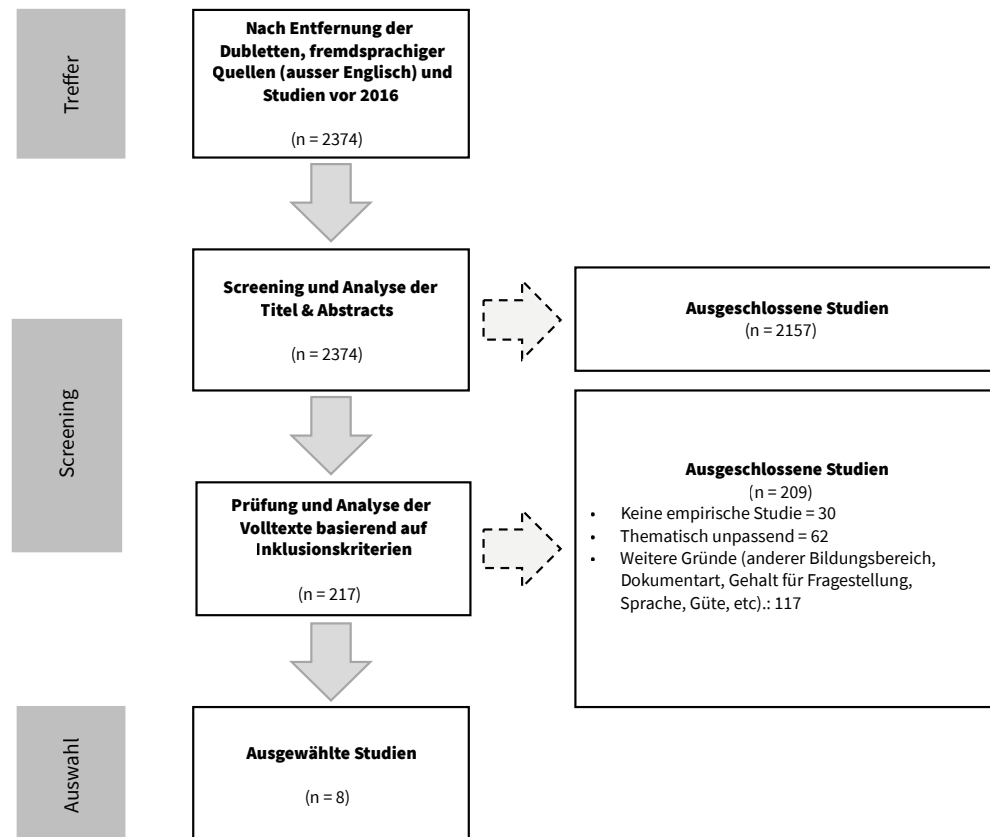 Treffer
Nach Entfernung der
Dubletten, fremdsprachiger
Quellen (ausser Englisch) und
Studien vor 2016
(n = 2374)
Screening
Screening und Analyse der
Titel & Abstracts
(n = 2374)
Ausgeschlossene Studien
(n = 2157)
Prüfung und Analyse der
Volltexte basierend auf
Inklusionskriterien
(n = 217)
Ausgeschlossene Studien
(n = 209)
• Keine empirische Studie = 30
• Thematisch unpassend = 62
• Weitere Gründe (anderer Bildungsbereich,
Dokumentart, Gehalt für Fragestellung,
Sprache, Güte, etc).: 117
Auswahl
Ausgewählte Studien
(n = 8)